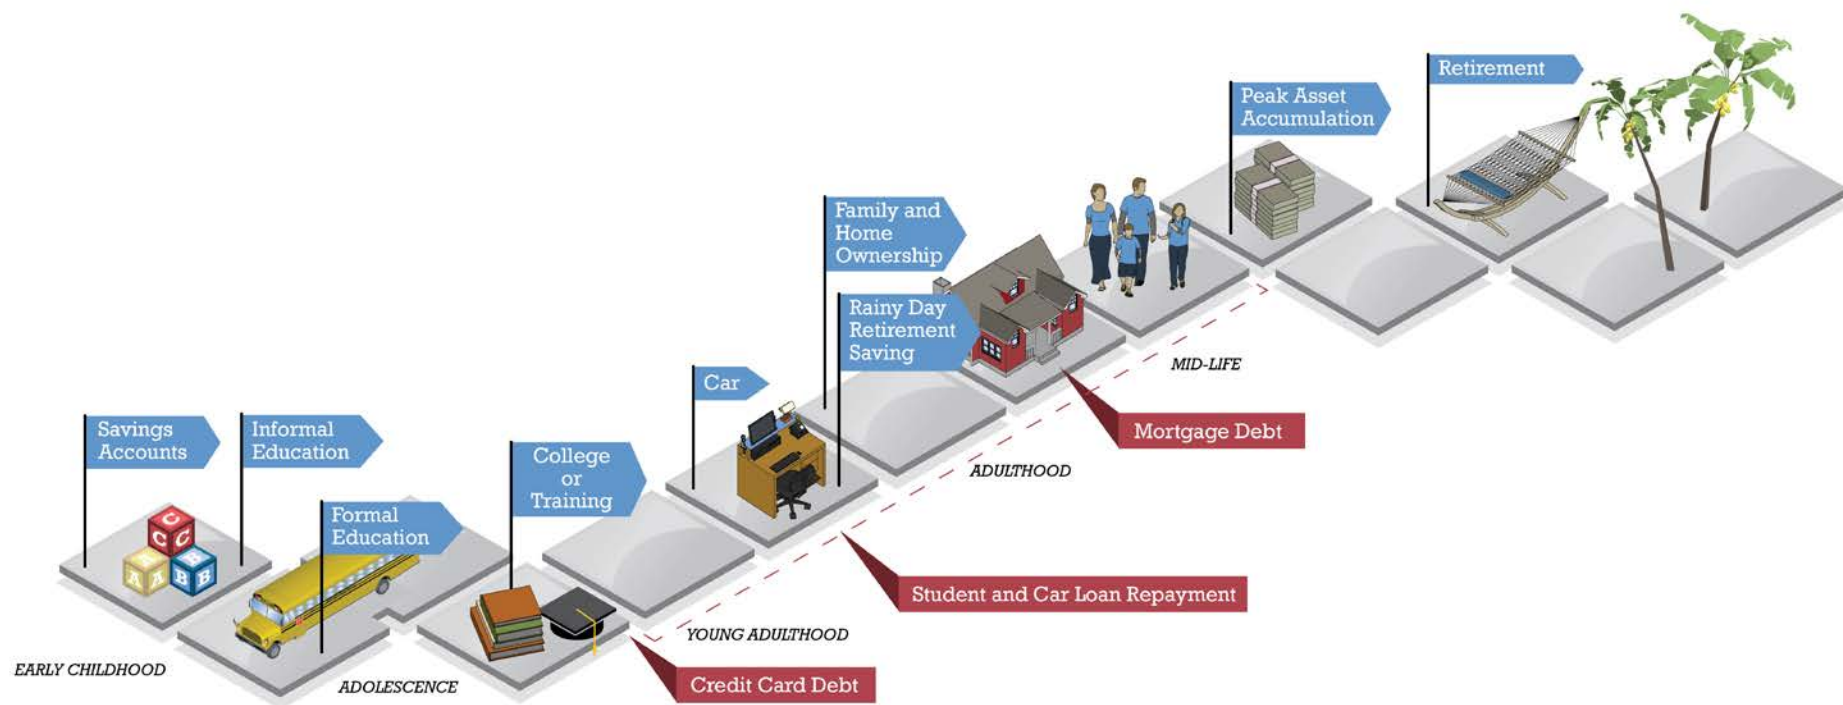 Savings
Accounts
Informal
Education
Formal
Education
College
or
Training
Car
Family and
Home
Ownership
Rainy Day
Retirement
Saving
Peak Asset
Accumulation
Retirement
C
C
C
A
A
B
B
B
EARLY CHILDHOOD
ADOLESCENCE
YOUNG ADULTHOOD
ADULTHOOD
MID-LIFE
Credit Card Debt
Student and Car Loan Repayment
Mortgage Debt